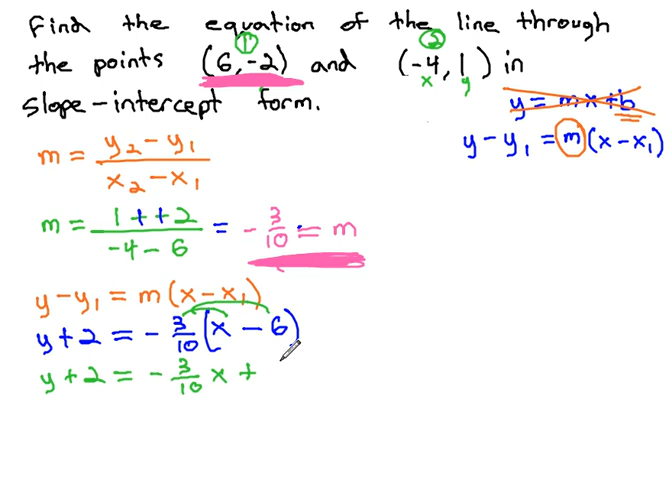 Find the equation of the line through
① ②
the points (6, -2) and (-4, 1) in
x y
slope-intercept form.
y = mx + b
y - y₁ = m(x - x₁)
m = y₂ - y₁ / x₂ - x₁
m = 1 + + 2 / -4 - 6 = - 3/10 = m
y - y₁ = m(x - x₁)
y + 2 = - 3/10 (x - 6)
y + 2 = - 3/10 x +